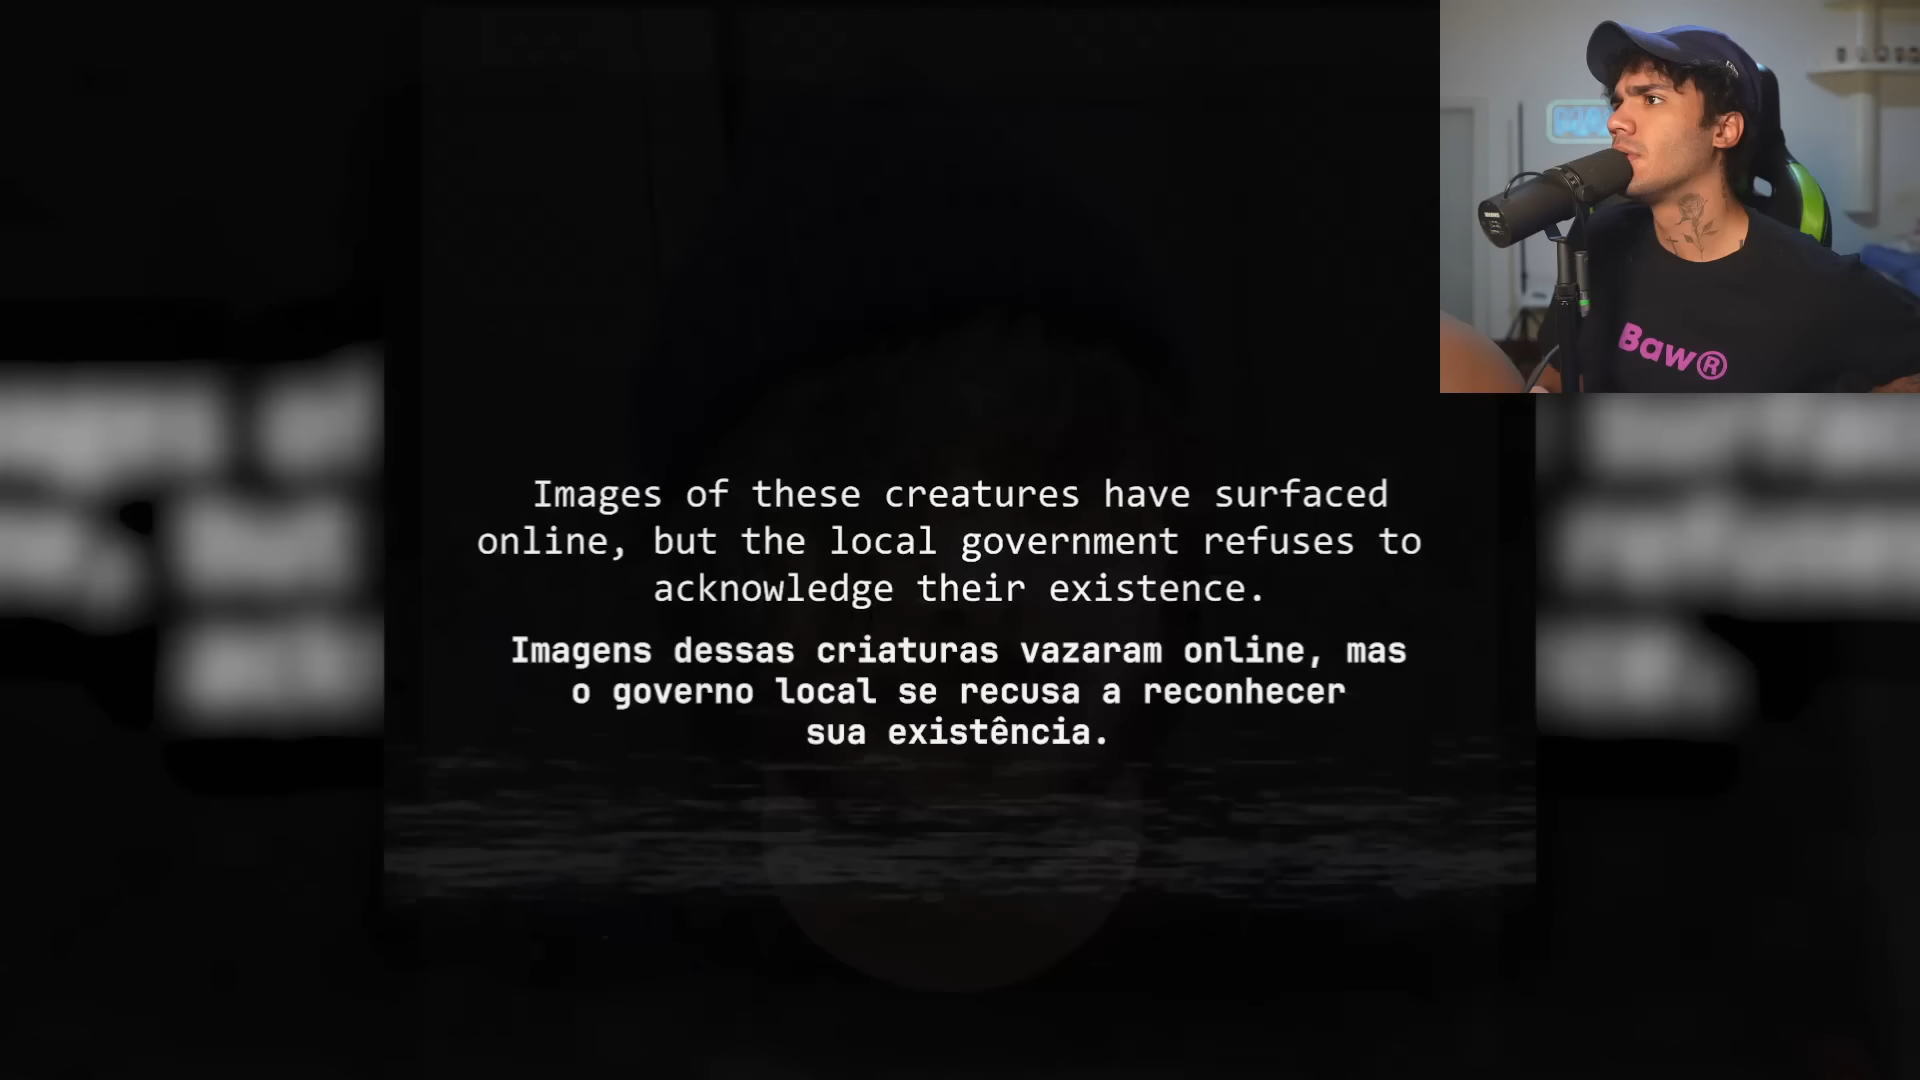 Images of these creatures have surfaced
online, but the local government refuses to
acknowledge their existence.
Imagens dessas criaturas vazaram online, mas
o governo local se recusa a reconhecer
sua existência.
Baw®